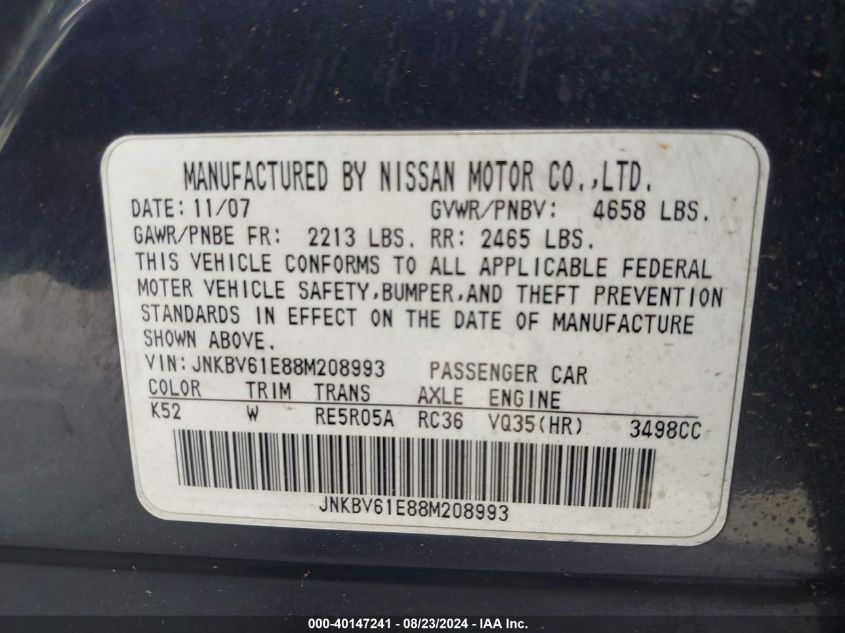 MANUFACTURED BY NISSAN MOTOR CO.,LTD.
DATE: 11/07 GVWR/PNBV: 4658 LBS.
GAWR/PNBE FR: 2213 LBS. RR: 2465 LBS.
THIS VEHICLE CONFORMS TO ALL APPLICABLE FEDERAL
MOTER VEHICLE SAFETY,BUMPER,AND THEFT PREVENTION
STANDARDS IN EFFECT ON THE DATE OF MANUFACTURE
SHOWN ABOVE.
VIN:JNKBV61E88M208993 PASSENGER CAR
COLOR TRIM TRANS AXLE ENGINE
K52 W RE5R05A RC36 VQ35(HR) 3498CC
JNKBV61E88M208993
000-40147241 - 08/23/2024 - IAA Inc.